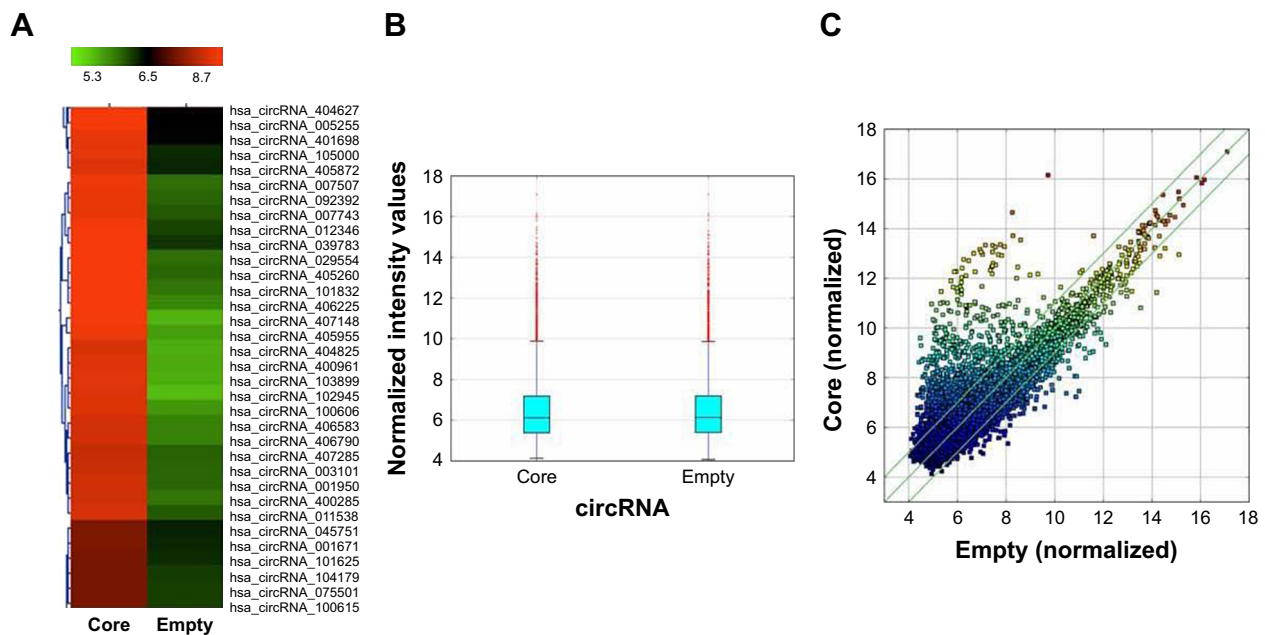 A
5.3 6.5 8.7
hsa_circRNA_404627
hsa_circRNA_005255
hsa_circRNA_401698
hsa_circRNA_105000
hsa_circRNA_405872
hsa_circRNA_007507
hsa_circRNA_092392
hsa_circRNA_007743
hsa_circRNA_012346
hsa_circRNA_039783
hsa_circRNA_029554
hsa_circRNA_405260
hsa_circRNA_101832
hsa_circRNA_406225
hsa_circRNA_407148
hsa_circRNA_405955
hsa_circRNA_404825
hsa_circRNA_400961
hsa_circRNA_103899
hsa_circRNA_102945
hsa_circRNA_100606
hsa_circRNA_406583
hsa_circRNA_406790
hsa_circRNA_407285
hsa_circRNA_003101
hsa_circRNA_001950
hsa_circRNA_400285
hsa_circRNA_011538
hsa_circRNA_045751
hsa_circRNA_001671
hsa_circRNA_101625
hsa_circRNA_104179
hsa_circRNA_075501
hsa_circRNA_100615
Core Empty
B
Normalized intensity values
18
16
14
12
10
8
6
4
Core Empty
circRNA
C
Core (normalized)
18
16
14
12
10
8
6
4
4 6 8 10 12 14 16 18
Empty (normalized)